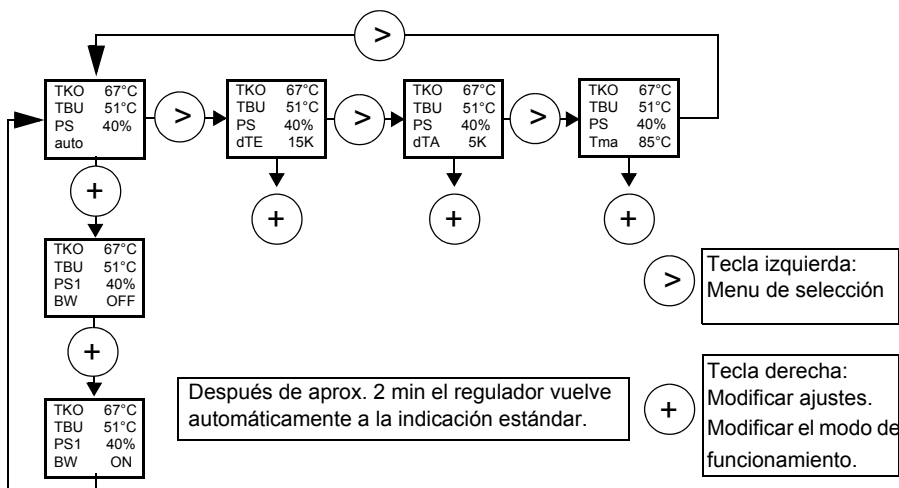 >
TKO 67°C
TBU 51°C
PS 40%
auto
>
TKO 67°C
TBU 51°C
PS 40%
dTE 15K
>
TKO 67°C
TBU 51°C
PS 40%
dTA 5K
>
TKO 67°C
TBU 51°C
PS 40%
Tma 85°C
+
+
+
+
TKO 67°C
TBU 51°C
PS1 40%
BW OFF
>
Tecla izquierda:
Menu de selección
+
TKO 67°C
TBU 51°C
PS1 40%
BW ON
Después de aprox. 2 min el regulador vuelve
automáticamente a la indicación estándar.
+
Tecla derecha:
Modificar ajustes.
Modificar el modo de
funcionamiento.